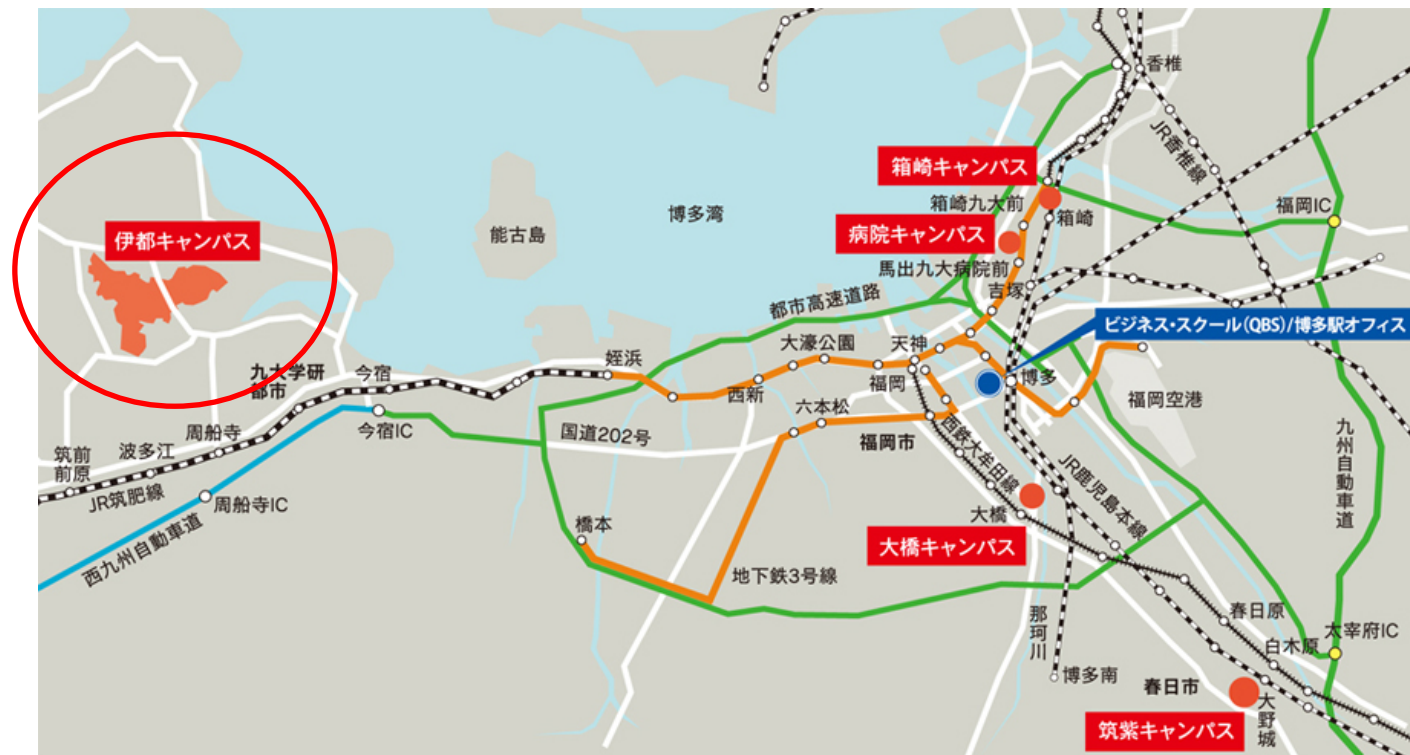 香椎
JR香椎線
箱崎キャンパス
箱崎九大前
箱崎
福岡IC
伊都キャンパス
能古島
博多湾
病院キャンパス
馬出九大病院前
吉塚
都市高速道路
ビジネス・スクール(QBS)/博多駅オフィス
大濠公園
天神
姪浜
西新
福岡
博多
福岡空港
九大学研
都市
今宿
六本松
今宿IC
国道202号
福岡市
西鉄大牟田線
九州自動車道
筑前
前原
波多江
周船寺
JR筑肥線
周船寺IC
西九州自動車道
橋本
大橋
JR鹿児島本線
大橋キャンパス
地下鉄3号線
那珂川
春日原
白木原
太宰府IC
博多南
春日市
大野城
筑紫キャンパス